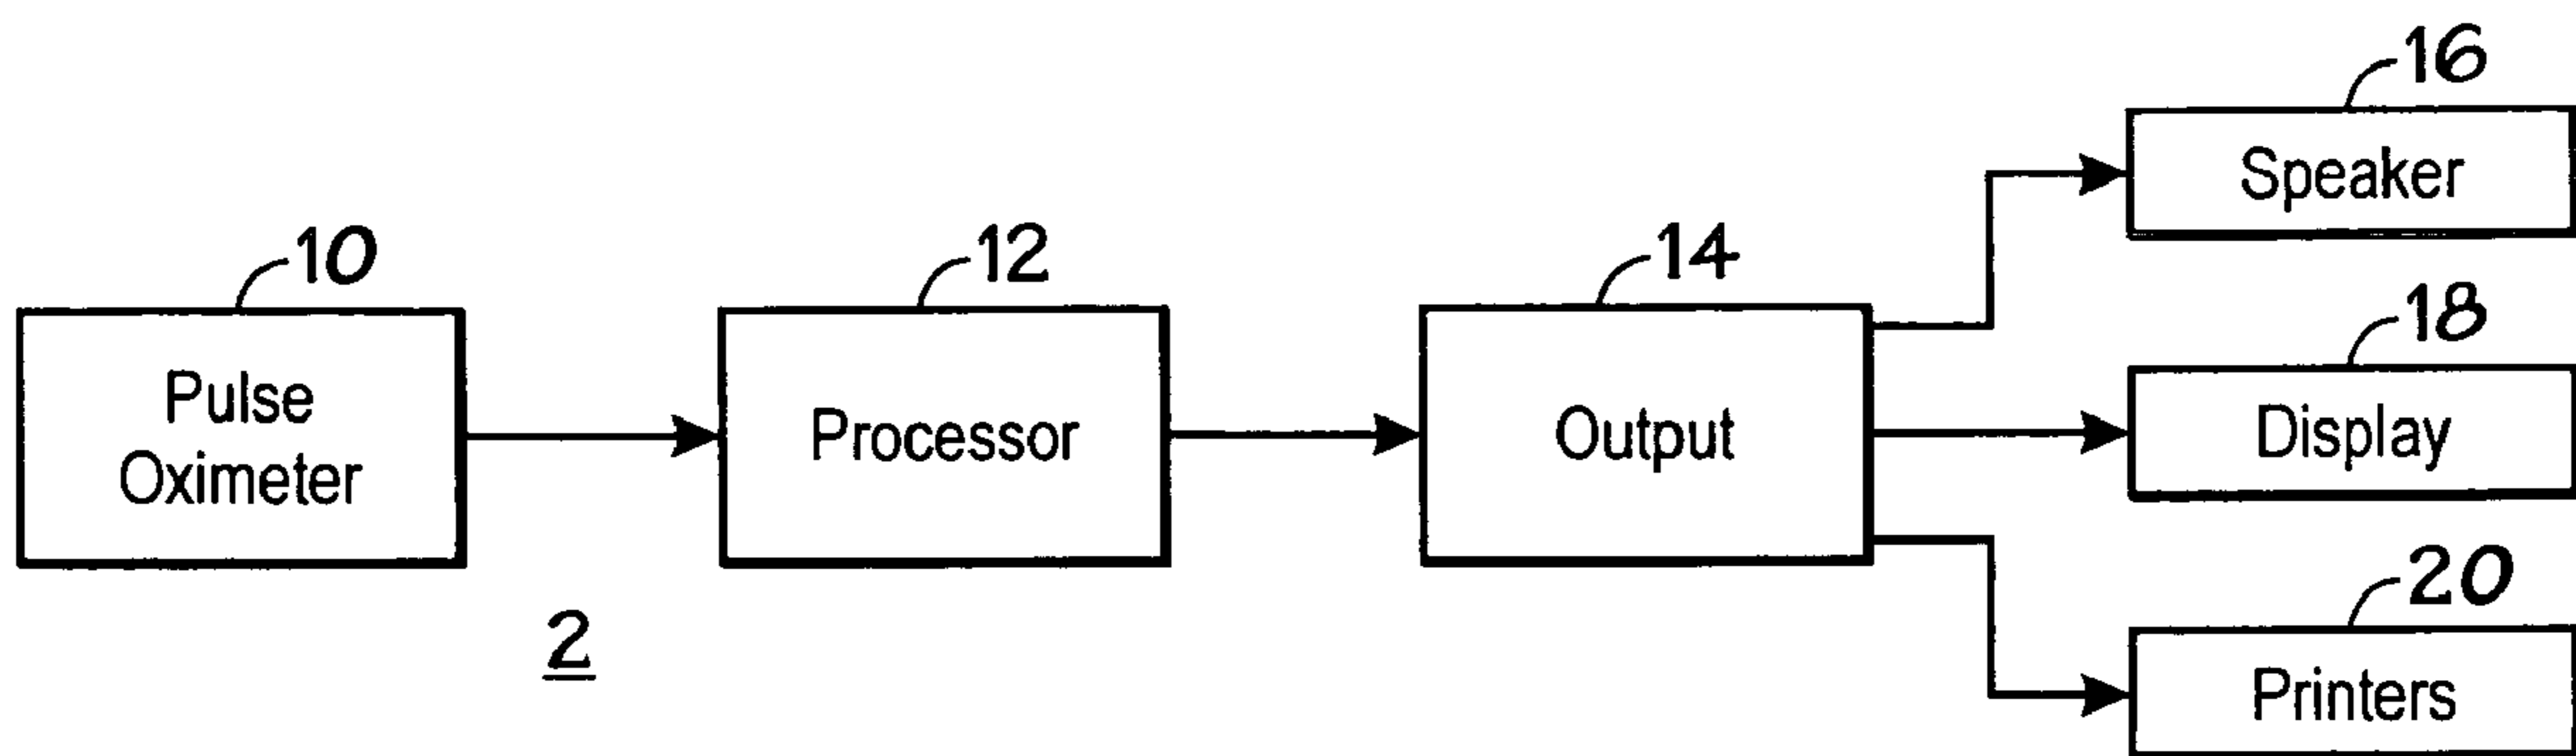 16
Speaker
10
12
14
18
Pulse
Oximeter
Processor
Output
Display
2
20
Printers